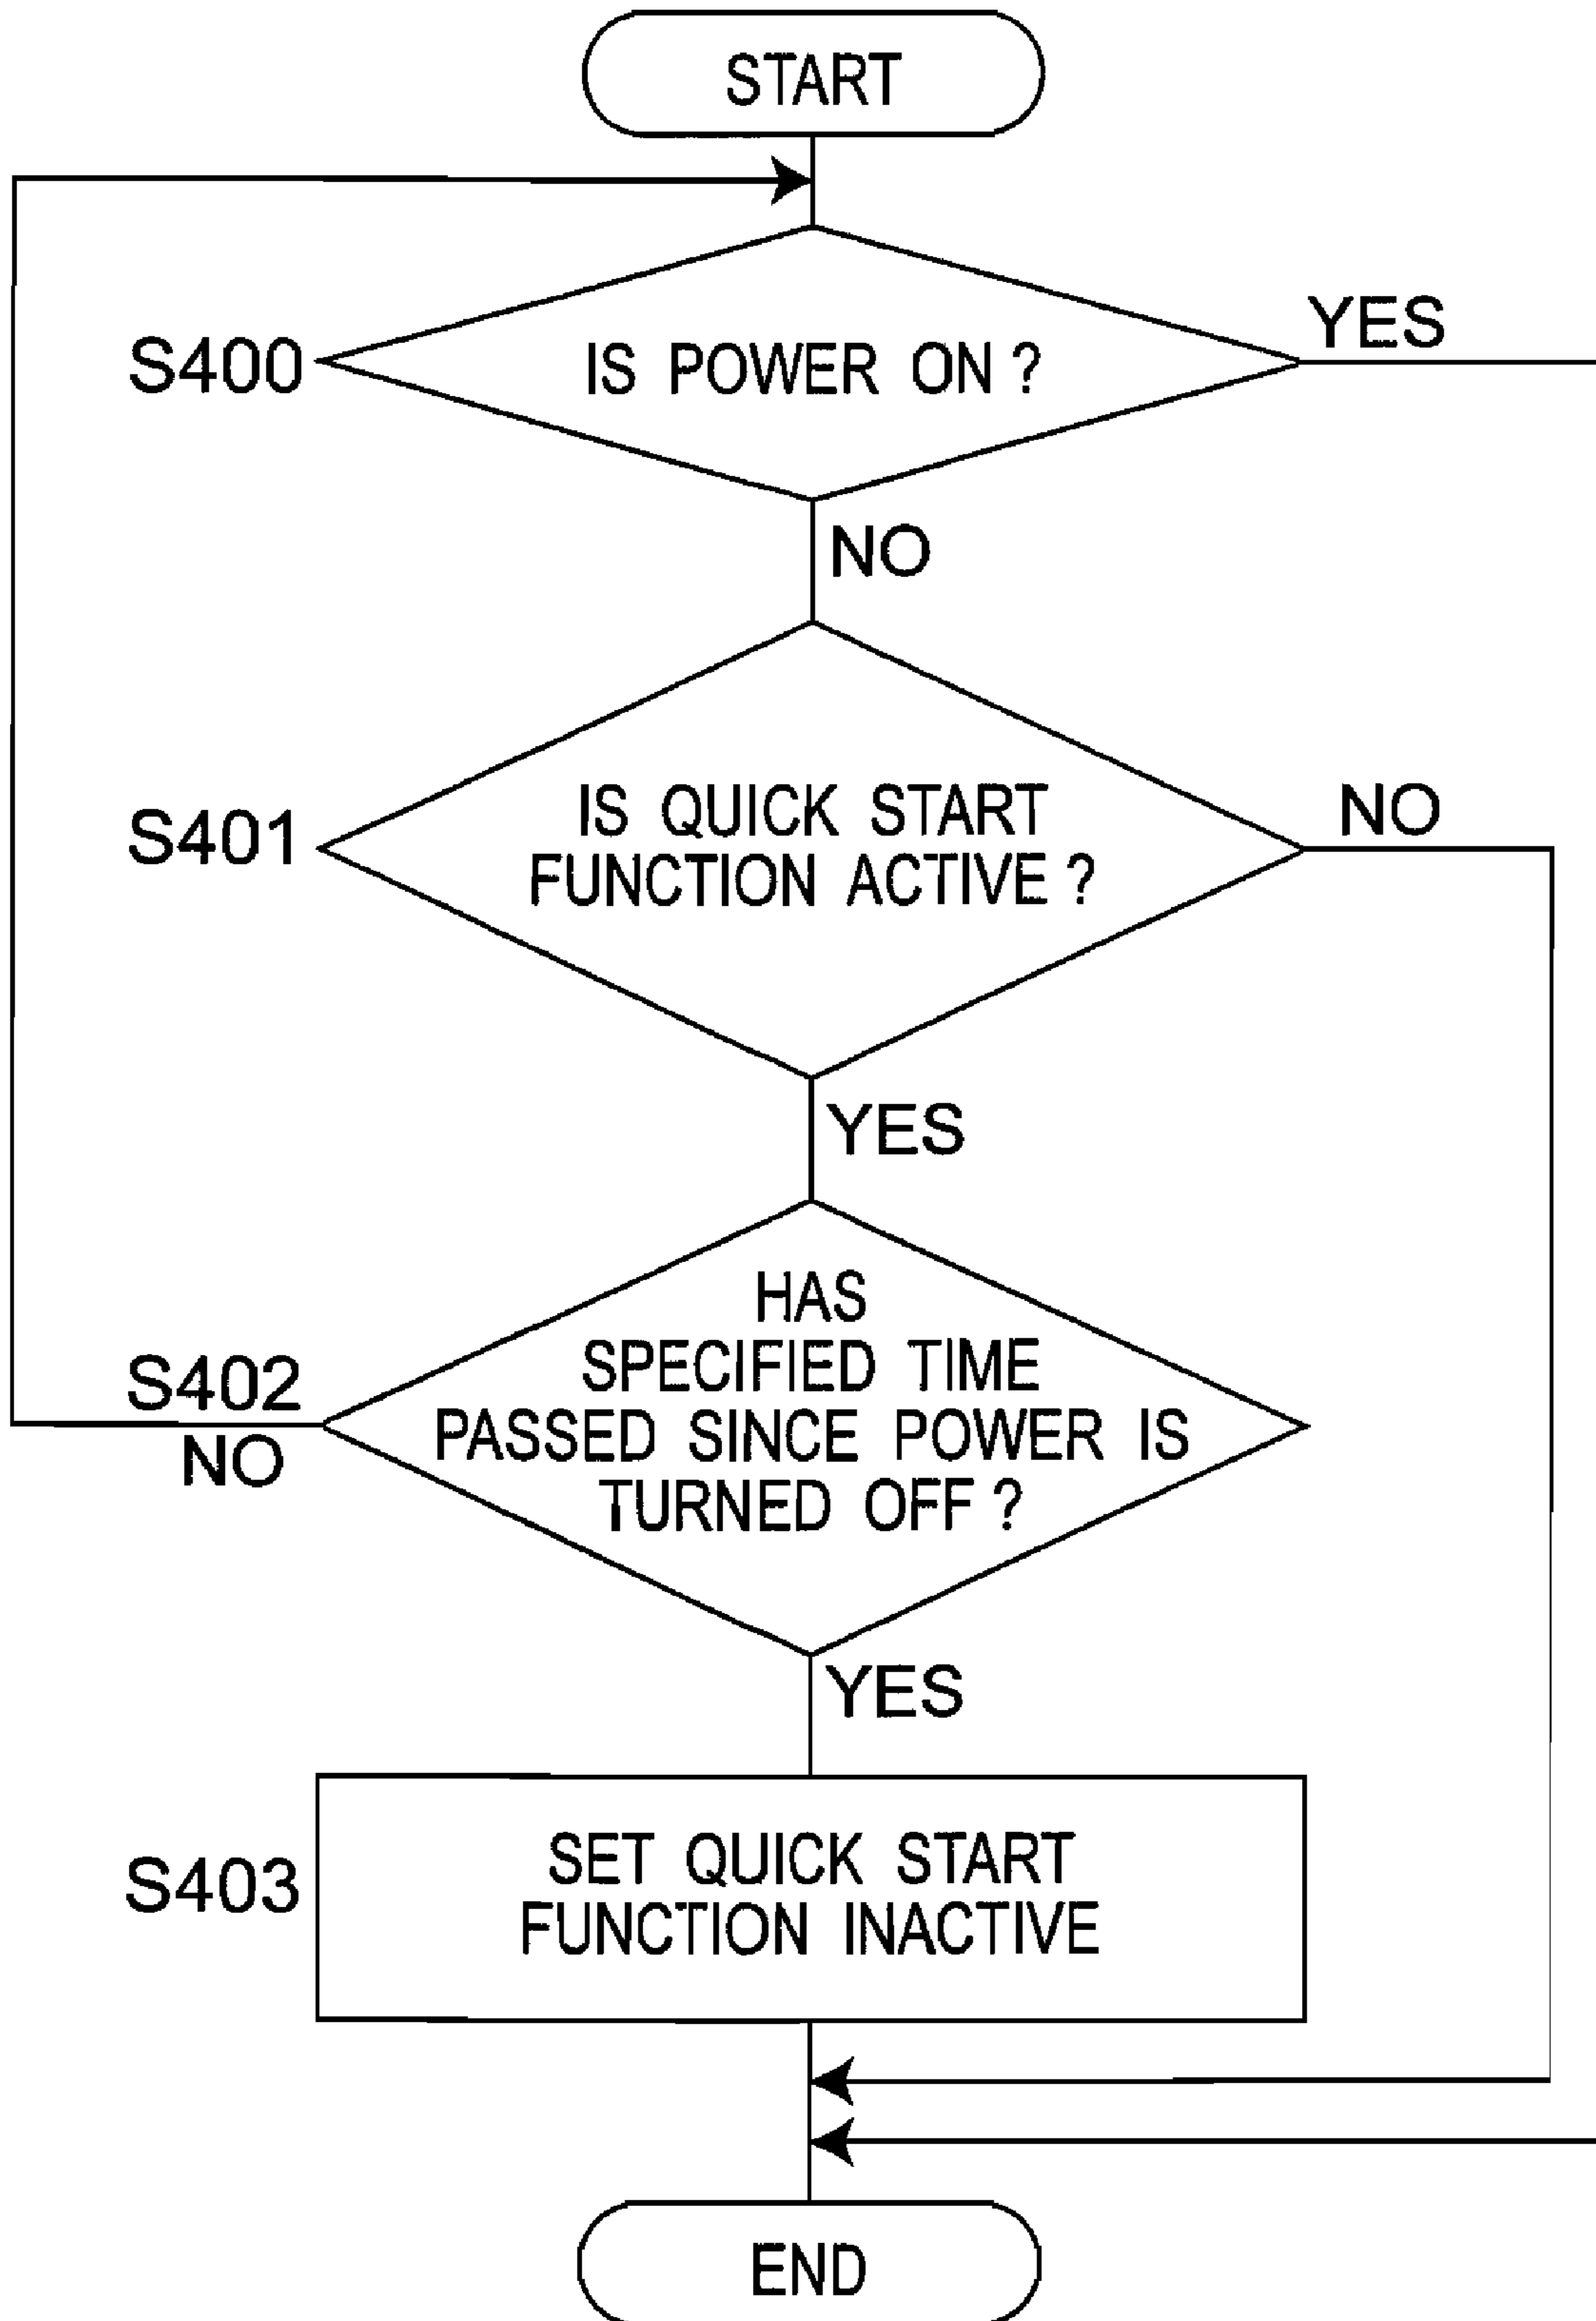 START
S400
IS POWER ON ?
YES
NO
S401
IS QUICK START
FUNCTION ACTIVE ?
NO
YES
S402
NO
HAS
SPECIFIED TIME
PASSED SINCE POWER IS
TURNED OFF ?
YES
S403
SET QUICK START
FUNCTION INACTIVE
END